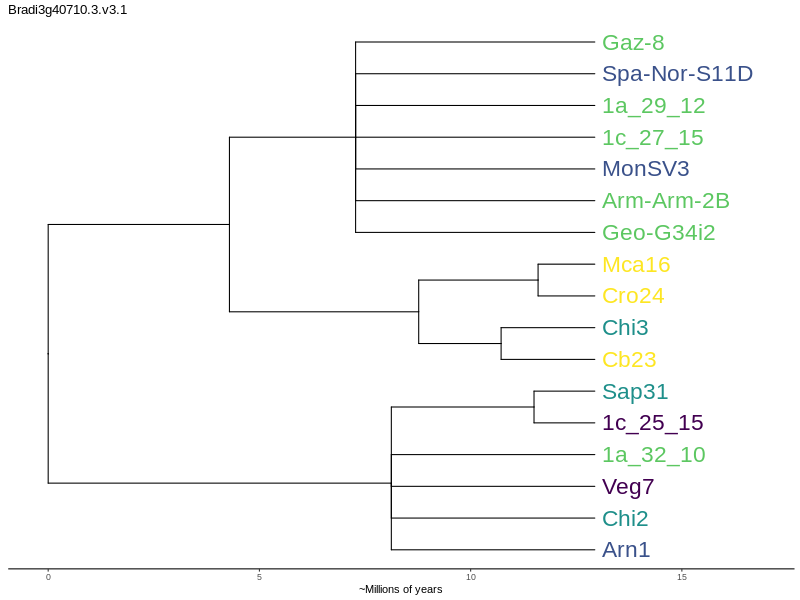 Bradi3g40710.3.v3.1
Gaz-8
Spa-Nor-S11D
1a_29_12
1c_27_15
MonSV3
Arm-Arm-2B
Geo-G34i2
Mca16
Cro24
Chi3
Cb23
Sap31
1c_25_15
1a_32_10
Veg7
Chi2
Arn1
0 5 10 15
~Millions of years